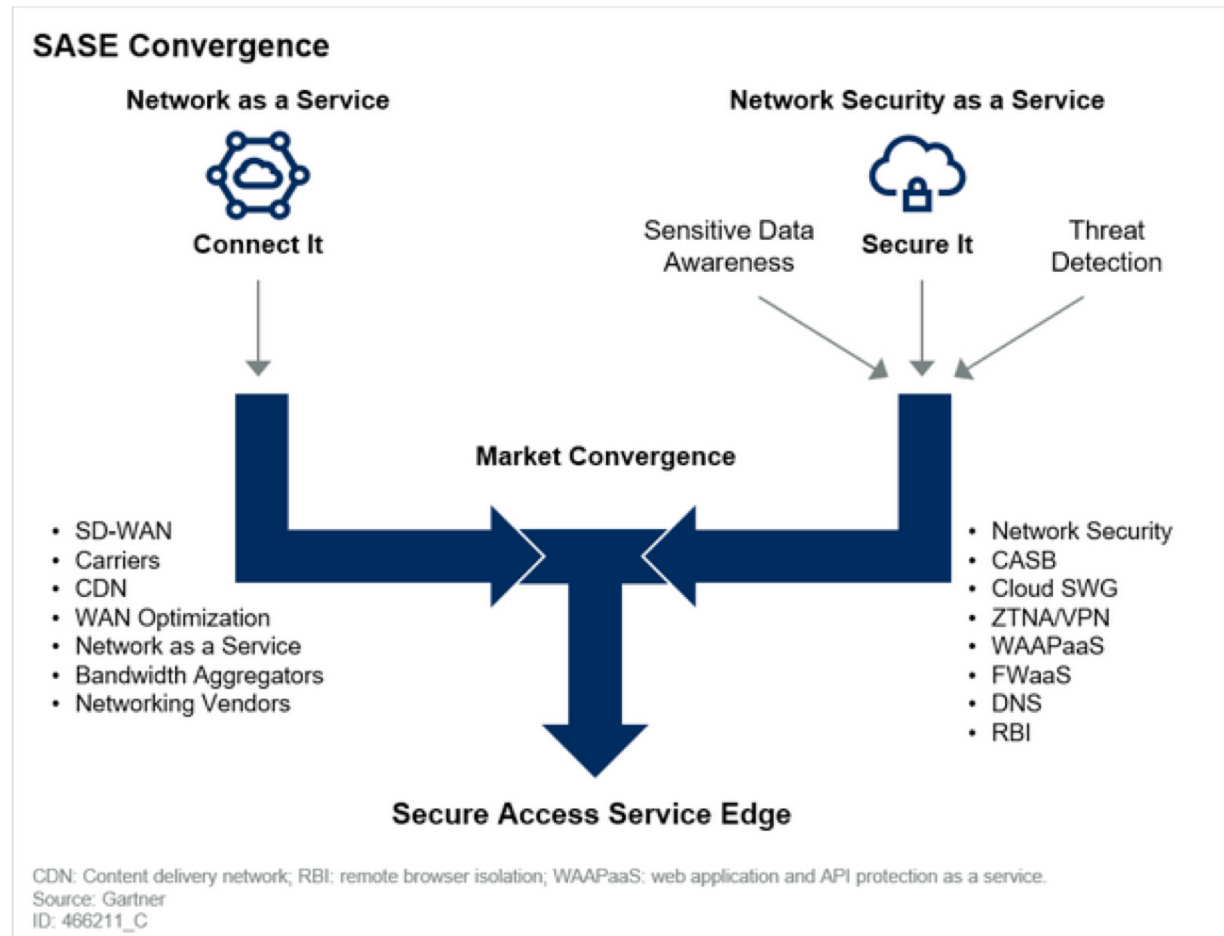 SASE Convergence
Network as a Service
Network Security as a Service
Connect It
Sensitive Data
Awareness
Secure It
Threat
Detection
Market Convergence
• SD-WAN
• Carriers
• CDN
• WAN Optimization
• Network as a Service
• Bandwidth Aggregators
• Networking Vendors
• Network Security
• CASB
• Cloud SWG
• ZTNA/VPN
• WAAPaaS
• FWaaS
• DNS
• RBI
Secure Access Service Edge
CDN: Content delivery network; RBI: remote browser isolation; WAAPaaS: web application and API protection as a service.
Source: Gartner
ID: 466211_C